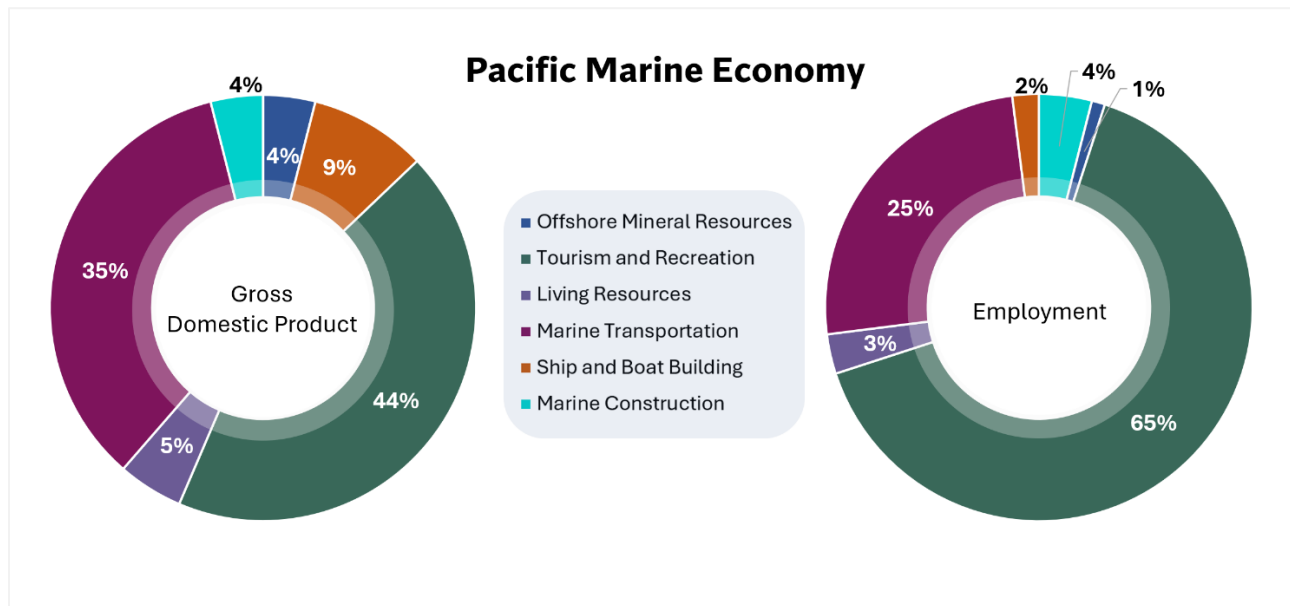 Pacific Marine Economy
4%
4%
9%
35%
44%
5%
Gross
Domestic Product
Offshore Mineral Resources
Tourism and Recreation
Living Resources
Marine Transportation
Ship and Boat Building
Marine Construction
2%
4%
1%
25%
3%
65%
Employment